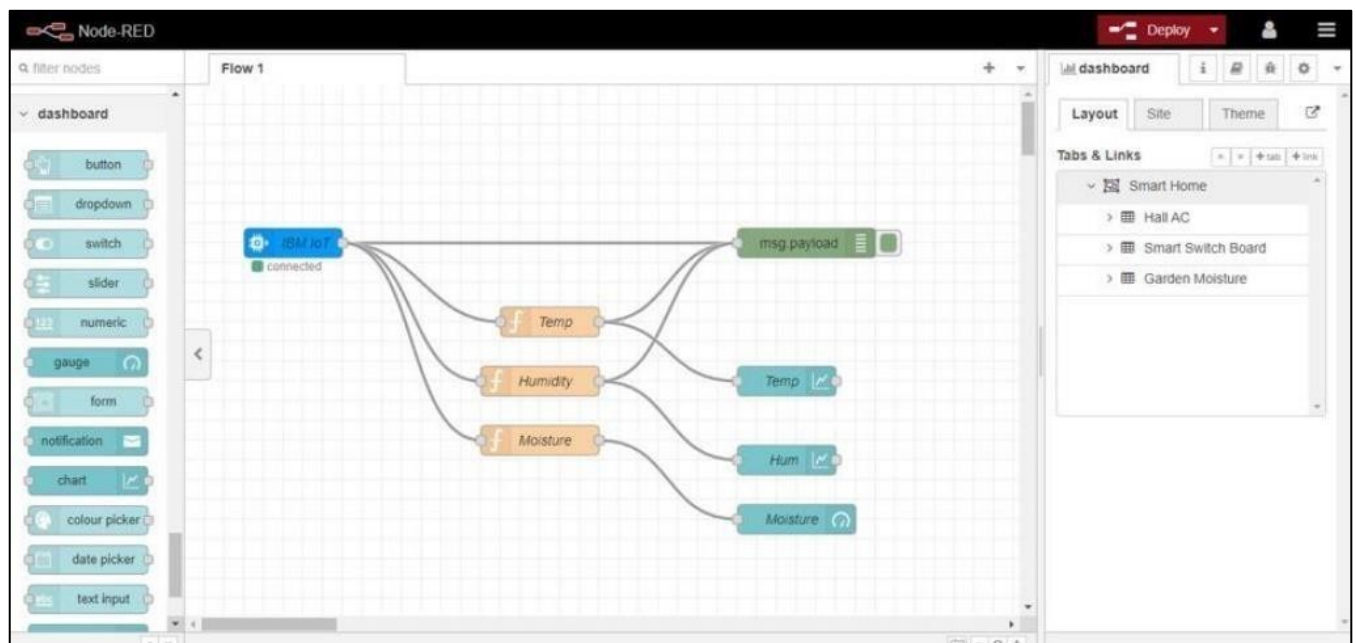 Node-RED
Deploy
filter nodes
Flow 1
dashboard
dashboard
i
Layout
Site
Theme
button
Tabs & Links
+ tab
+ link
dropdown
Smart Home
Hall AC
switch
IBM IoT
msg.payload
Smart Switch Board
connected
slider
Garden Moisture
numeric
Temp
gauge
form
Humidity
Temp
notification
Moisture
chart
Hum
colour picker
Moisture
date picker
text input